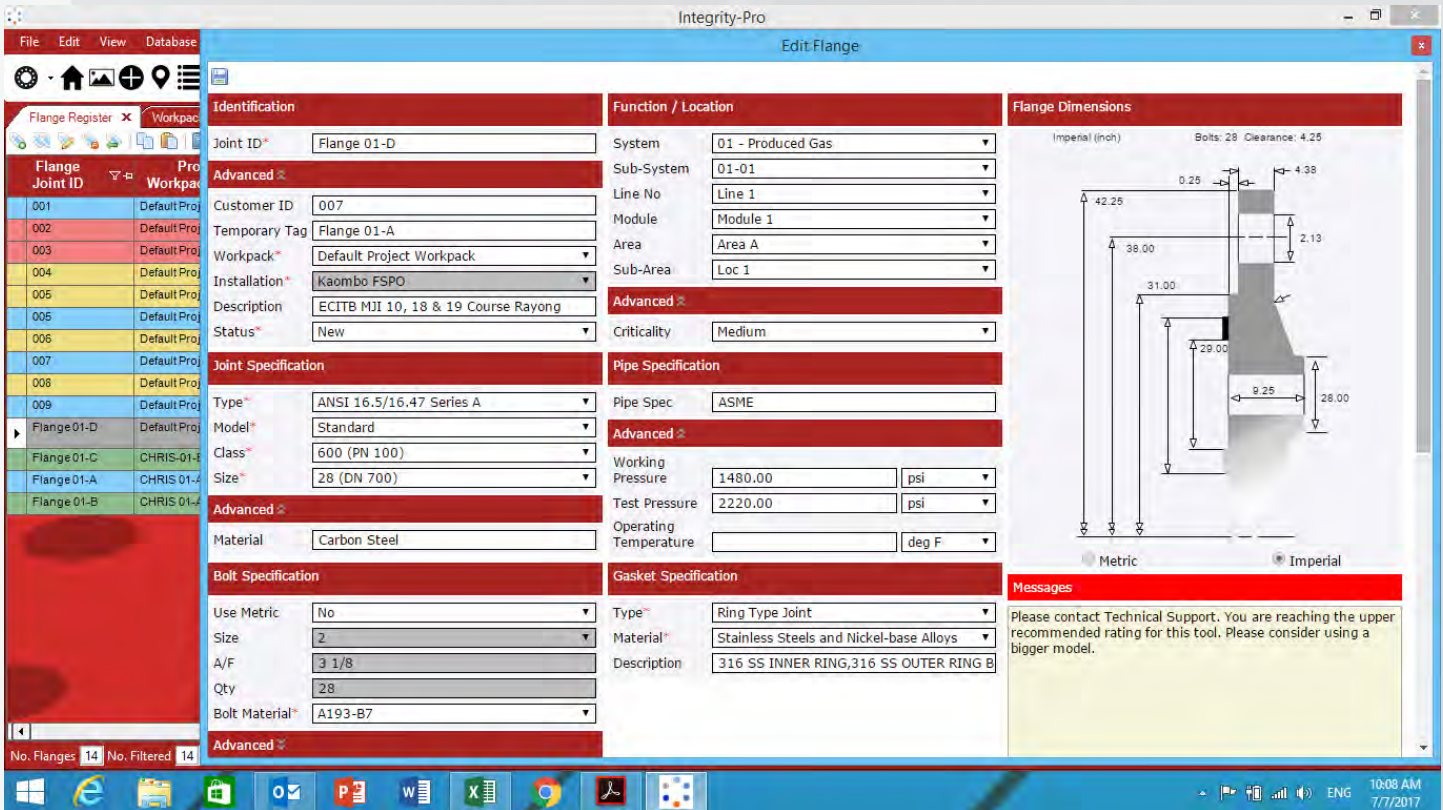 Integrity-Pro
File Edit View Database
Edit Flange
Flange Register X Workpac
Flange Joint ID Pro Workpac
001 Default Proj
002 Default Proj
003 Default Proj
004 Default Proj
005 Default Proj
005 Default Proj
006 Default Proj
007 Default Proj
008 Default Proj
009 Default Proj
Flange 01-D Default Proj
Flange 01-C CHRIS-01-B
Flange 01-A CHRIS 01-A
Flange 01-B CHRIS 01-A
No. Flanges 14 No. Filtered 14
Identification
Joint ID* Flange 01-D
Advanced
Customer ID 007
Temporary Tag Flange 01-A
Workpack* Default Project Workpack
Installation* Kaombo FSPO
Description ECITB MJI 10, 18 & 19 Course Rayong
Status* New
Joint Specification
Type* ANSI 16.5/16.47 Series A
Model* Standard
Class* 600 (PN 100)
Size* 28 (DN 700)
Advanced
Material Carbon Steel
Bolt Specification
Use Metric No
Size 2
A/F 3 1/8
Qty 28
Bolt Material* A193-B7
Advanced
Function / Location
System 01 - Produced Gas
Sub-System 01-01
Line No Line 1
Module Module 1
Area Area A
Sub-Area Loc 1
Advanced
Criticality Medium
Pipe Specification
Pipe Spec ASME
Advanced
Working
Pressure 1480.00 psi
Test Pressure 2220.00 psi
Operating
Temperature deg F
Gasket Specification
Type* Ring Type Joint
Material* Stainless Steels and Nickel-base Alloys
Description 316 SS INNER RING,316 SS OUTER RING B
Flange Dimensions
Imperial (inch) Bolts: 28 Clearance: 4.25
0.25 4.38
42.25
2.13
38.00
31.00
29.00
9.25
28.00
Metric Imperial
Messages
Please contact Technical Support. You are reaching the upper
recommended rating for this tool. Please consider using a
bigger model.
ENG
10:08 AM
7/7/2017